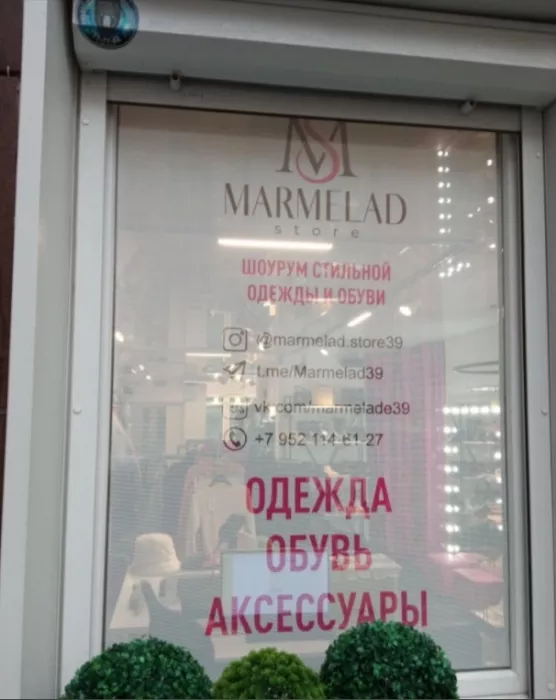 MS
MARMELAD
store
ШОУРУМ СТИЛЬНОЙ
ОДЕЖДЫ И ОБУВИ
@marmelad.store39
t.me/Marmelad39
vk.com/marmelade39
+7 952 114 61 27
ОДЕЖДА
ОБУВЬ
АКСЕССУАРЫ